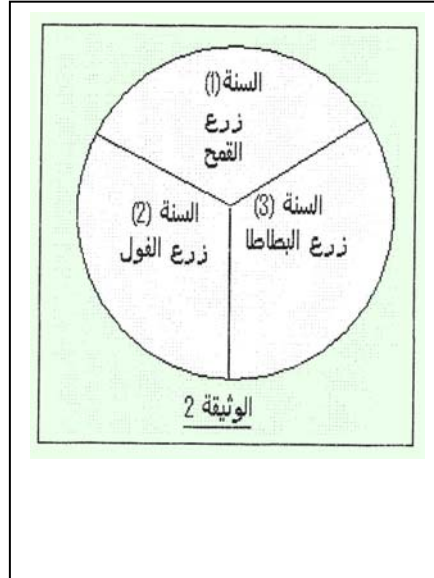 السنة (1)
زرع
القمح
السنة (3)
زرع البطاطا
السنة (2)
زرع الفول
الوثيقة 2